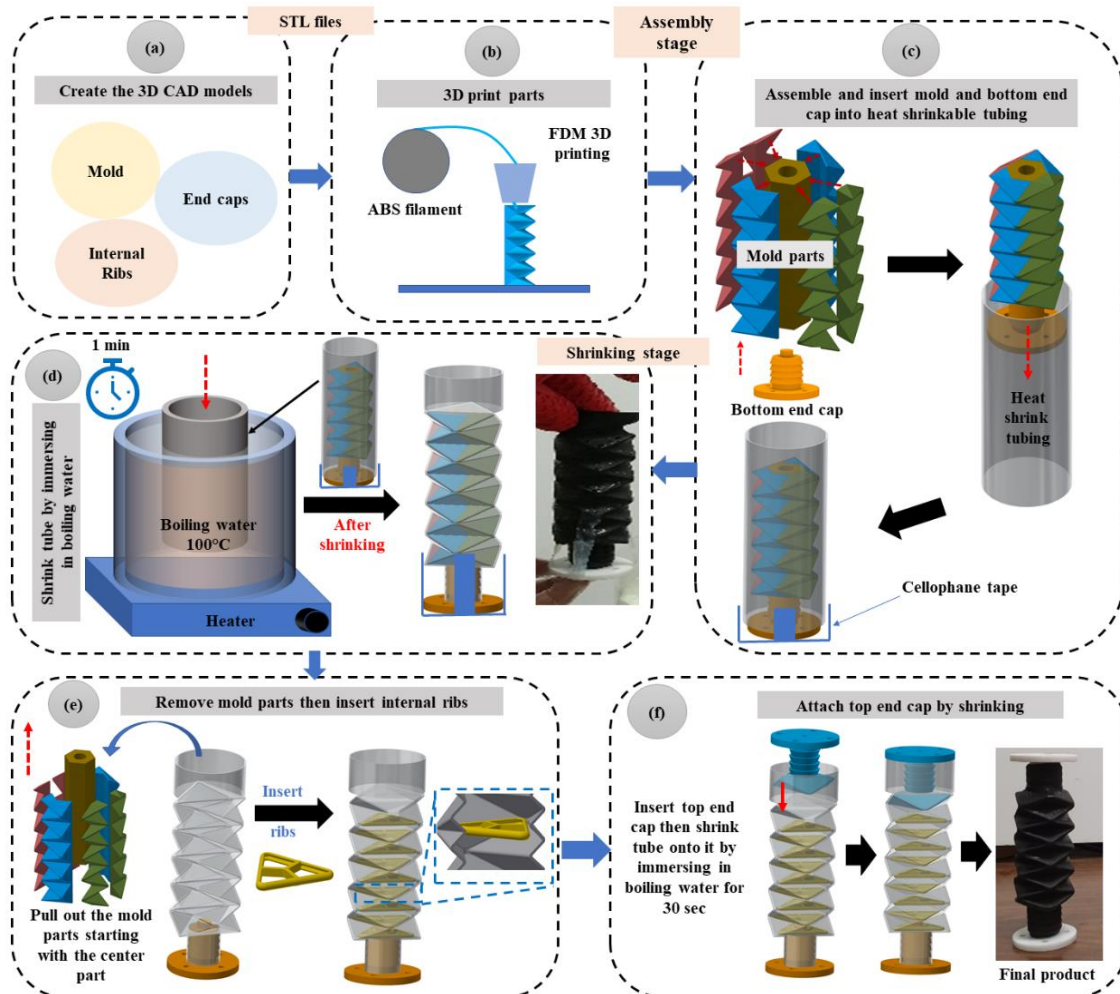 STL files
Assembly
stage
(a)
Create the 3D CAD models
Mold
End caps
Internal
Ribs
(b)
3D print parts
FDM 3D
printing
ABS filament
(c)
Assemble and insert mold and bottom end
cap into heat shrinkable tubing
Mold parts
Bottom end cap
Heat
shrink
tubing
Cellophane tape
(d)
Shrink tube by immersing
in boiling water
1 min
Boiling water
100°C
Heater
After
shrinking
Shrinking stage
(e)
Remove mold parts then insert internal ribs
Pull out the mold
parts starting
with the center
part
Insert
ribs
(f)
Attach top end cap by shrinking
Insert top end
cap then shrink
tube onto it by
immersing in
boiling water for
30 sec
Final product